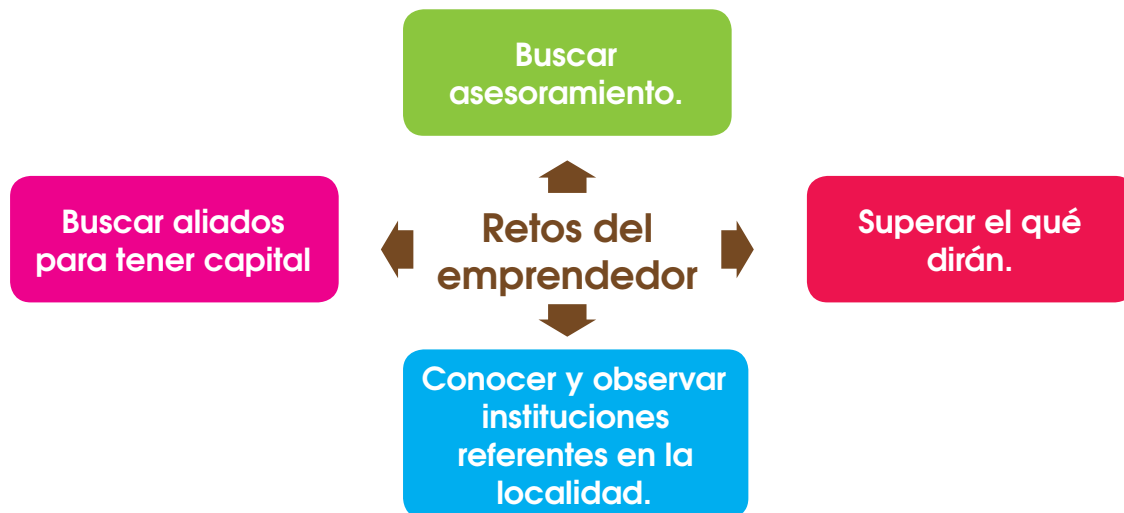 Buscar
asesoramiento.
Buscar aliados
para tener capital
Retos del
emprendedor
Superar el qué
dirán.
Conocer y observar
instituciones
referentes en la
localidad.